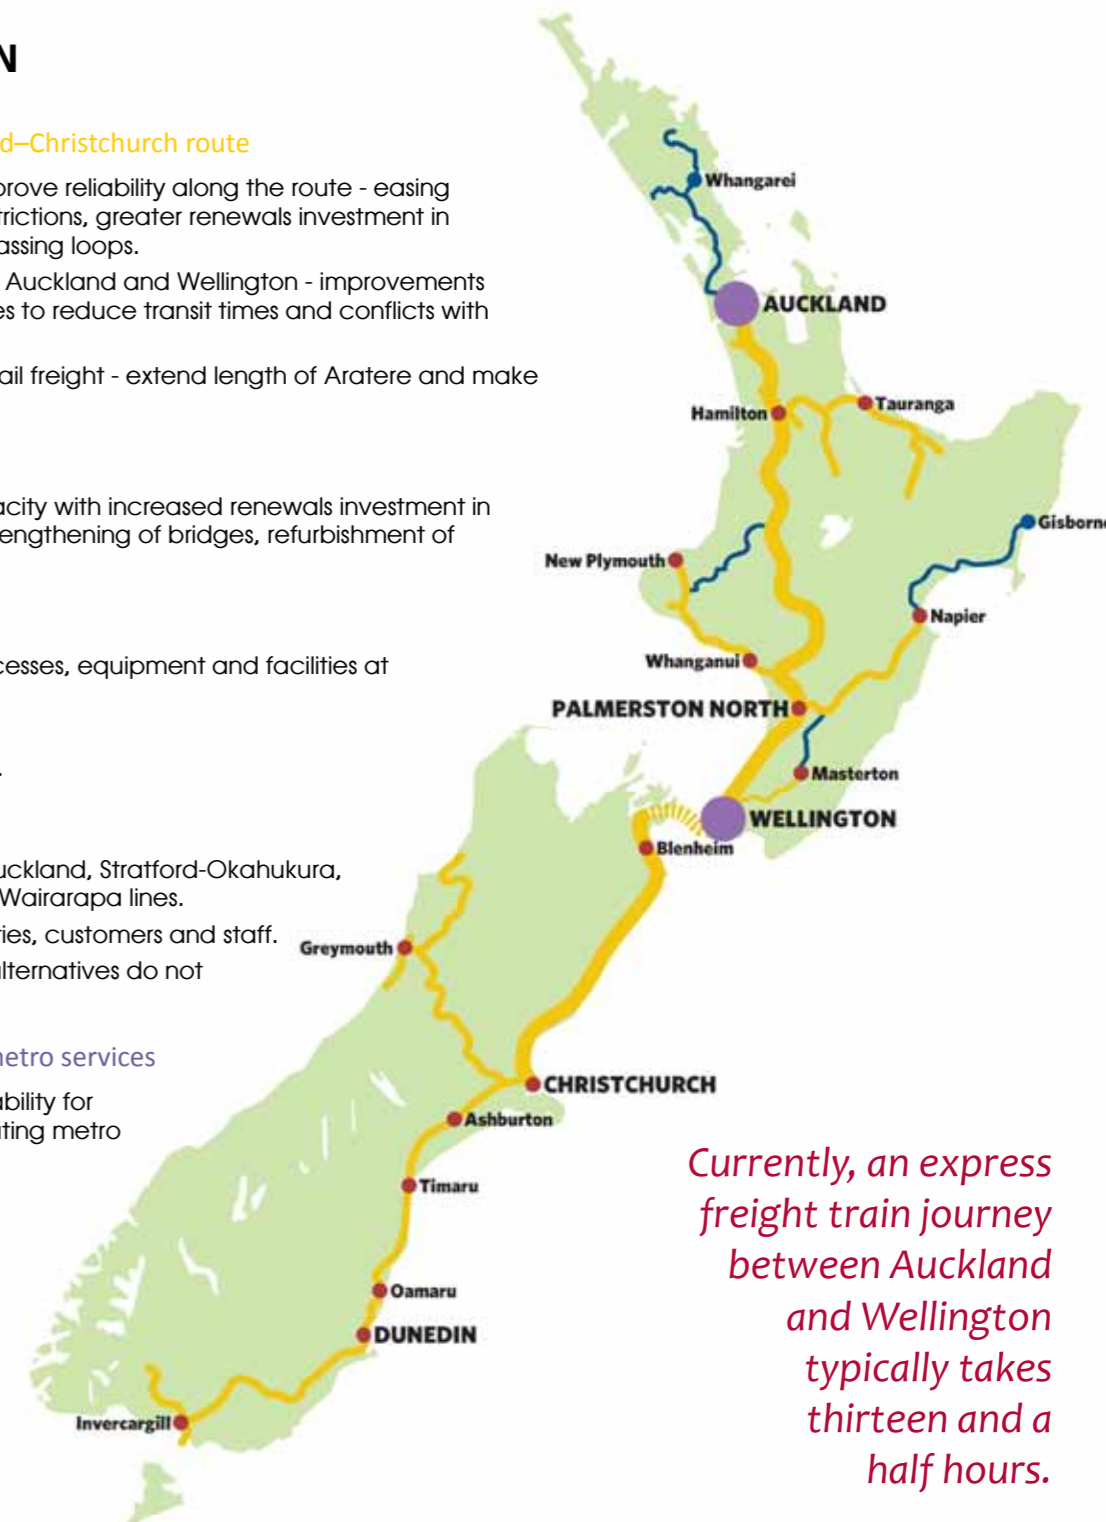 N
d–Christchurch route
prove reliability along the route - easing
trictions, greater renewals investment in
assing loops.
Auckland and Wellington - improvements
es to reduce transit times and conflicts with
ail freight - extend length of Aratere and make
acity with increased renewals investment in
engthening of bridges, refurbishment of
cesses, equipment and facilities at
.
uckland, Stratford-Okahukura,
Wairarapa lines.
ries, customers and staff.
alternatives do not
metro services
ability for
ating metro
Whangarei
AUCKLAND
Hamilton
Tauranga
Gisborne
New Plymouth
Napier
Whanganui
PALMERSTON NORTH
Masterton
WELLINGTON
Blenheim
Greymouth
CHRISTCHURCH
Ashburton
Timaru
Oamaru
DUNEDIN
Invercargill
Currently, an express
freight train journey
between Auckland
and Wellington
typically takes
thirteen and a
half hours.